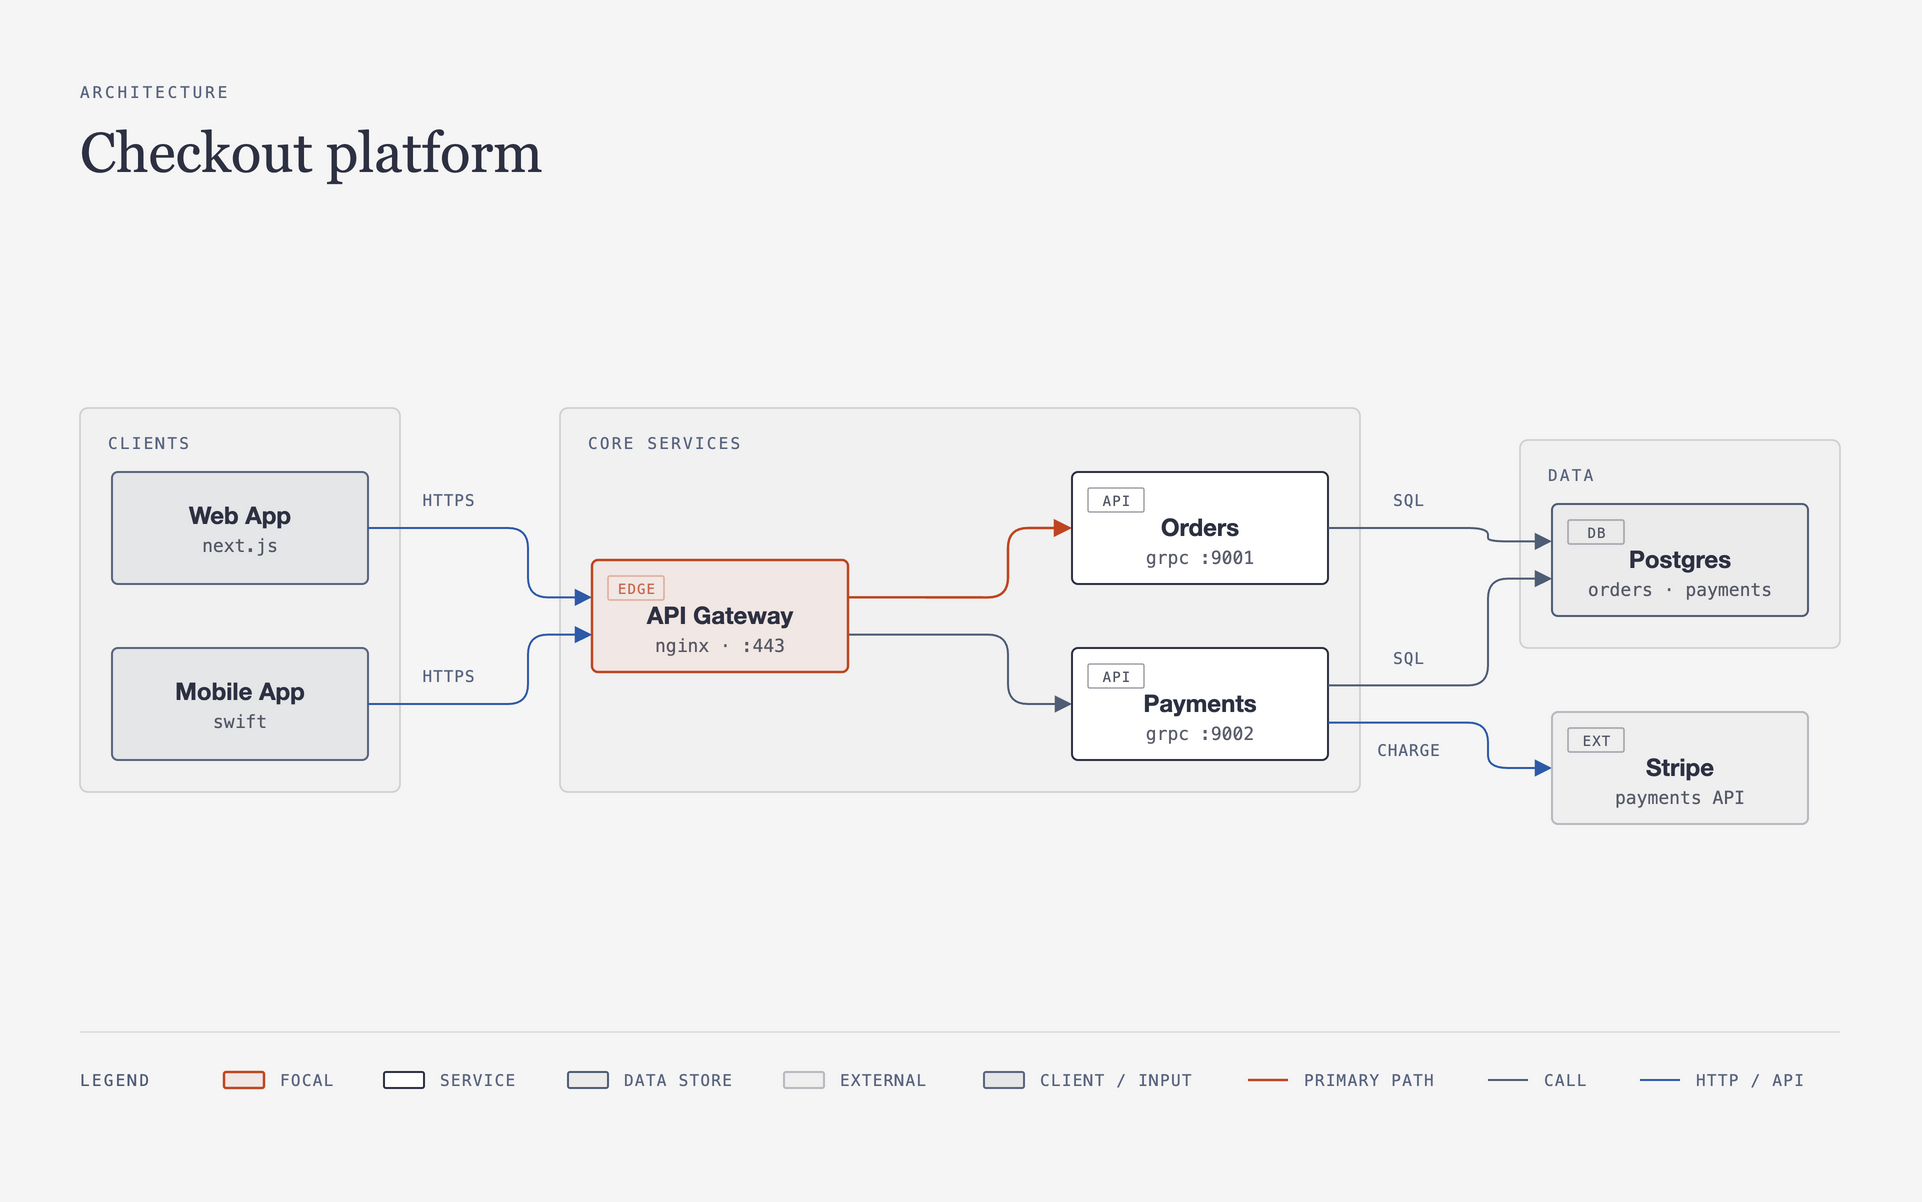 ARCHITECTURE
Checkout platform
CLIENTS
Web App
next.js
Mobile App
swift
HTTPS
HTTPS
CORE SERVICES
EDGE
API Gateway
nginx · :443
API
Orders
grpc :9001
API
Payments
grpc :9002
SQL
SQL
CHARGE
DATA
DB
Postgres
orders · payments
EXT
Stripe
payments API
LEGEND
FOCAL
SERVICE
DATA STORE
EXTERNAL
CLIENT / INPUT
PRIMARY PATH
CALL
HTTP / API